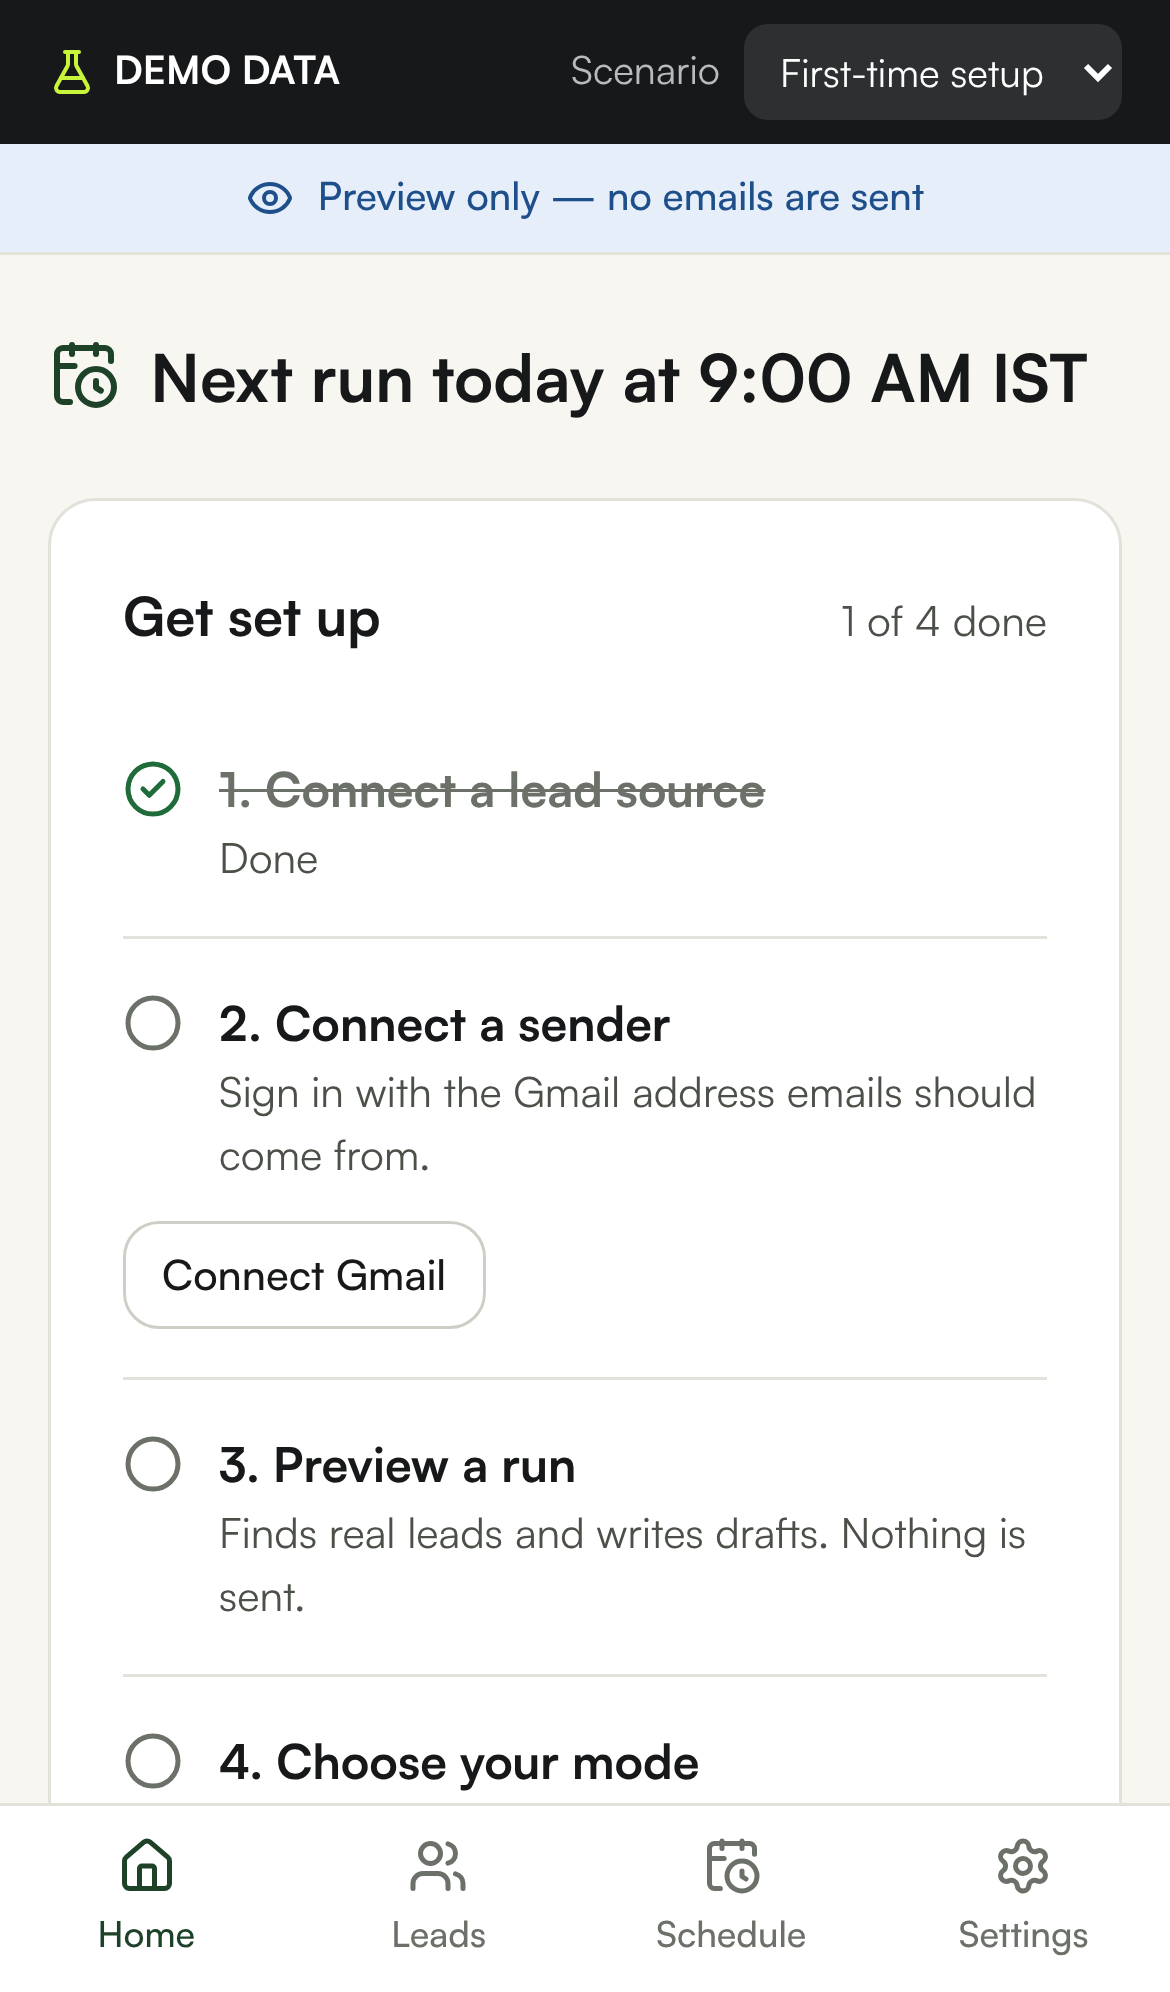 DEMO DATA
Scenario
First-time setup
Preview only — no emails are sent
Next run today at 9:00 AM IST
Get set up
1 of 4 done
1. Connect a lead source
Done
2. Connect a sender
Sign in with the Gmail address emails should
come from.
Connect Gmail
3. Preview a run
Finds real leads and writes drafts. Nothing is
sent.
4. Choose your mode
Home
Leads
Schedule
Settings